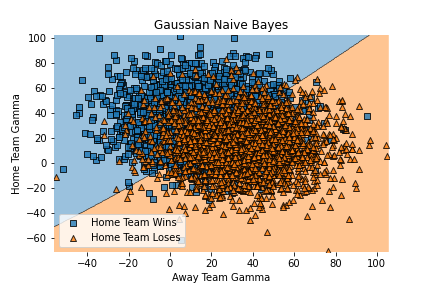 Gaussian Naive Bayes
100
80
60
40
20
0
−20
−40
−60
Home Team Gamma
Home Team Wins
Home Team Loses
−40 −20 0 20 40 60 80 100
Away Team Gamma